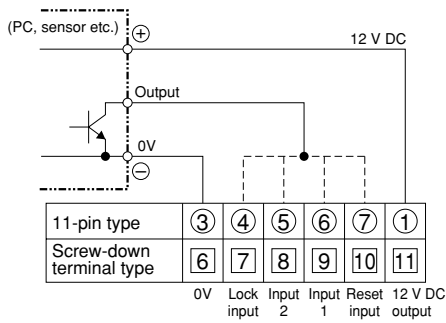 (PC, sensor etc.)
⊕
12 V DC
Output
0V
⊖
11-pin type ③ ④ ⑤ ⑥ ⑦ ①
Screw-down terminal type 6 7 8 9 10 11
0V Lock input Input 2 Input 1 Reset input 12 V DC output